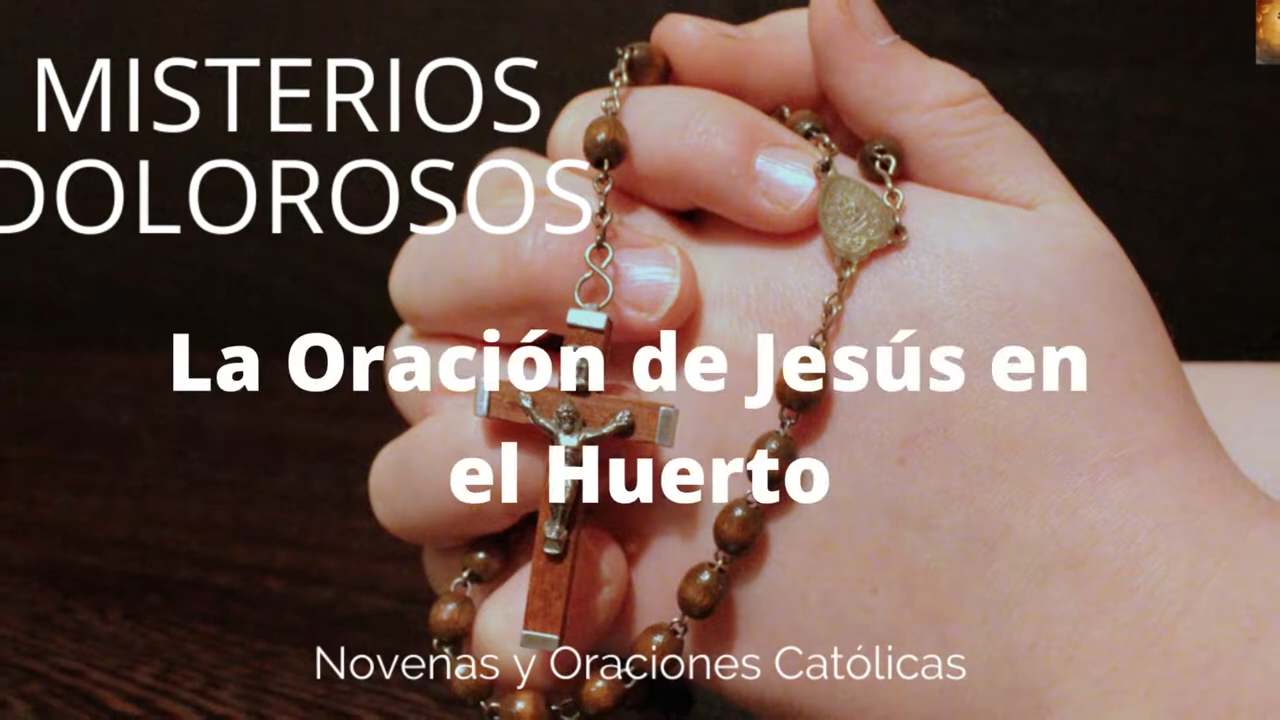 MISTERIOS
DOLOROSOS
La Oración de Jesús en
el Huerto
Novenas y Oraciones Católicas